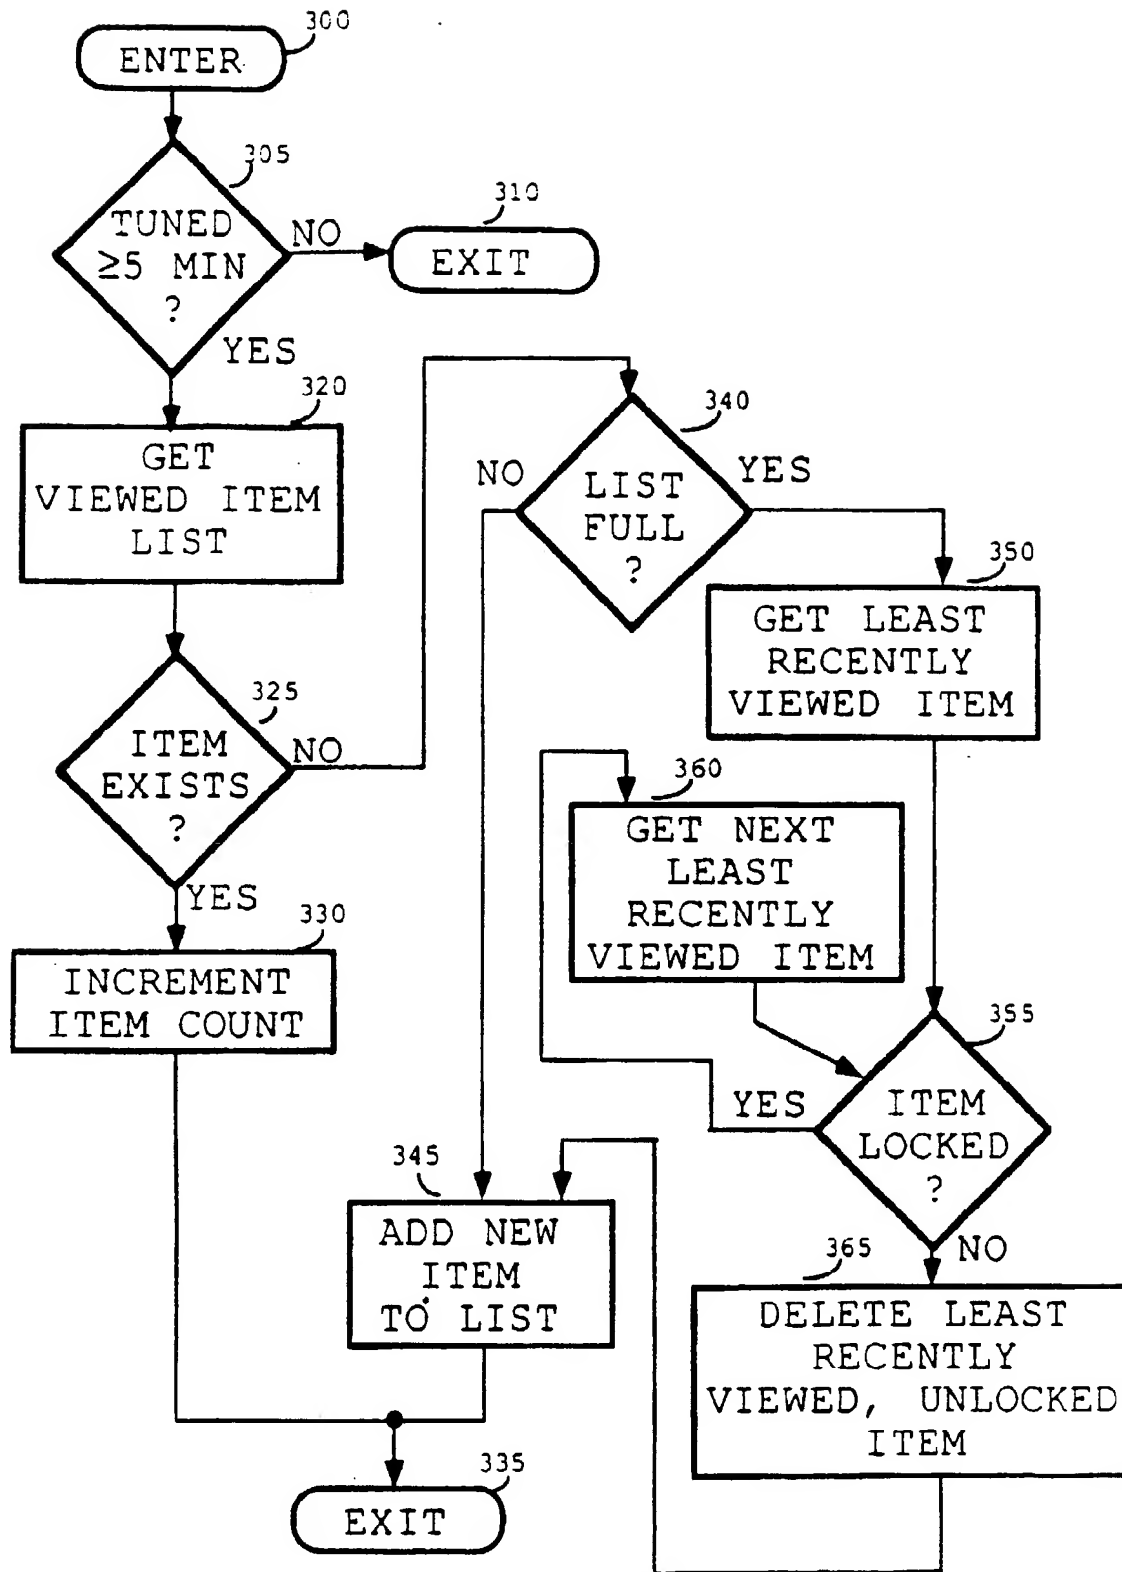 300
ENTER
305
TUNED
≥5 MIN
?
NO
310
EXIT
YES
320
GET
VIEWED ITEM
LIST
325
ITEM
EXISTS
?
NO
YES
330
INCREMENT
ITEM COUNT
340
LIST
FULL
?
NO
YES
350
GET LEAST
RECENTLY
VIEWED ITEM
360
GET NEXT
LEAST
RECENTLY
VIEWED ITEM
355
ITEM
LOCKED
?
YES
NO
345
ADD NEW
ITEM
TO LIST
365
DELETE LEAST
RECENTLY
VIEWED, UNLOCKED
ITEM
335
EXIT